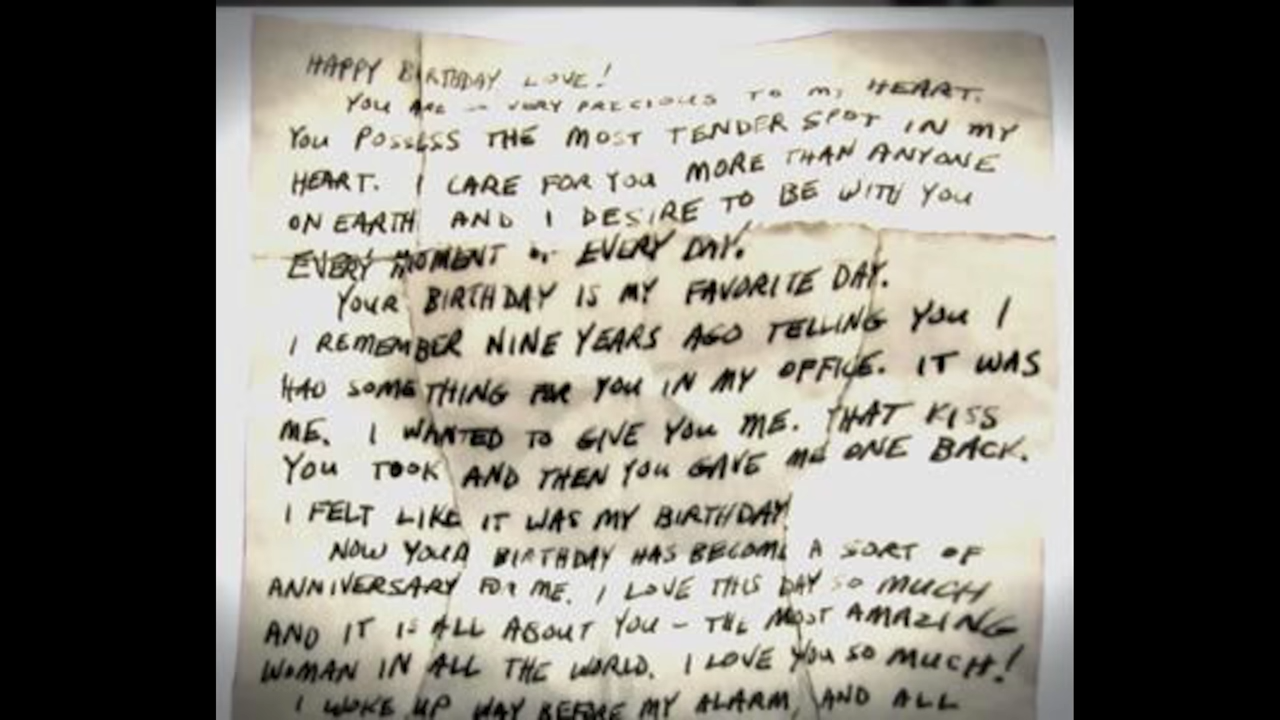 HAPPY BIRTHDAY LOVE!
YOU ARE VERY PRECIOUS TO MY HEART.
YOU POSSESS THE MOST TENDER SPOT IN MY
HEART. I CARE FOR YOU MORE THAN ANYONE
ON EARTH AND I DESIRE TO BE WITH YOU
EVERY MOMENT OF EVERY DAY.
YOUR BIRTHDAY IS MY FAVORITE DAY.
I REMEMBER NINE YEARS AGO TELLING YOU I
HAD SOMETHING FOR YOU IN MY OFFICE. IT WAS
ME. I WANTED TO GIVE YOU ME. THAT KISS
YOU TOOK AND THEN YOU GAVE ME ONE BACK.
I FELT LIKE IT WAS MY BIRTHDAY
NOW YOUR BIRTHDAY HAS BECOME A SORT OF
ANNIVERSARY FOR ME. I LOVE THIS DAY SO MUCH
AND IT IS ALL ABOUT YOU - THE MOST AMAZING
WOMAN IN ALL THE WORLD. I LOVE YOU SO MUCH!
I WOKE UP WAY BEFORE MY ALARM AND ALL